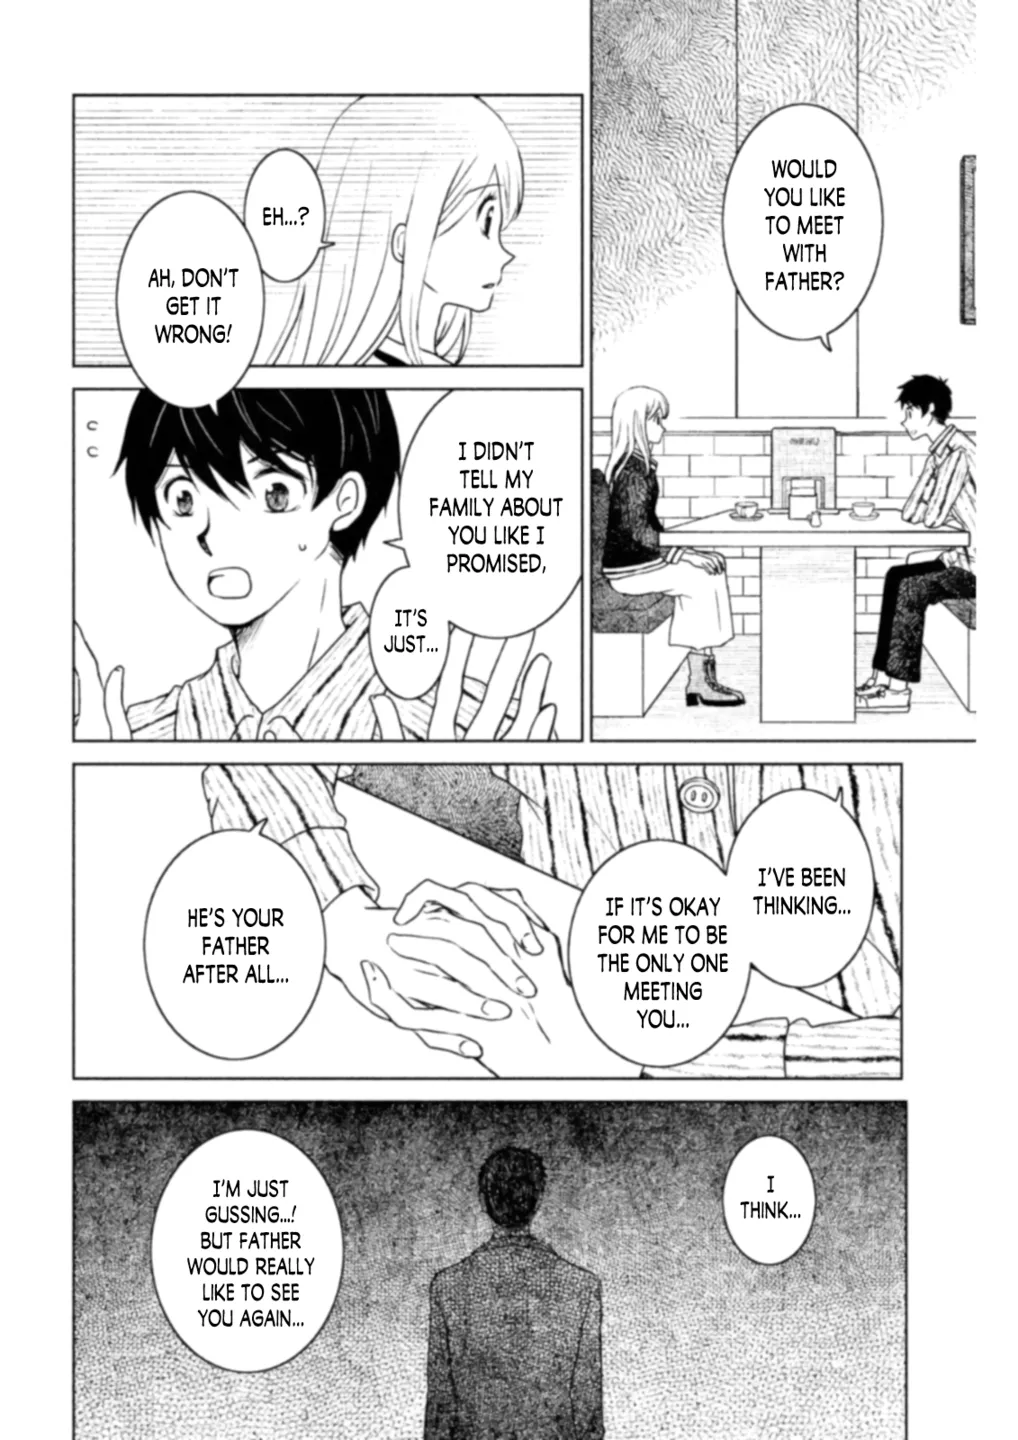 WOULD
YOU LIKE
TO MEET
WITH
FATHER?
MENU
EH...?
AH, DON'T
GET IT
WRONG!
I DIDN'T
TELL MY
FAMILY ABOUT
YOU LIKE I
PROMISED,
IT'S
JUST...
I'VE BEEN
THINKING...
IF IT'S OKAY
FOR ME TO BE
THE ONLY ONE
MEETING
YOU...
HE'S YOUR
FATHER
AFTER ALL...
I
THINK...
I'M JUST
GUSSING...!
BUT FATHER
WOULD REALLY
LIKE TO SEE
YOU AGAIN...